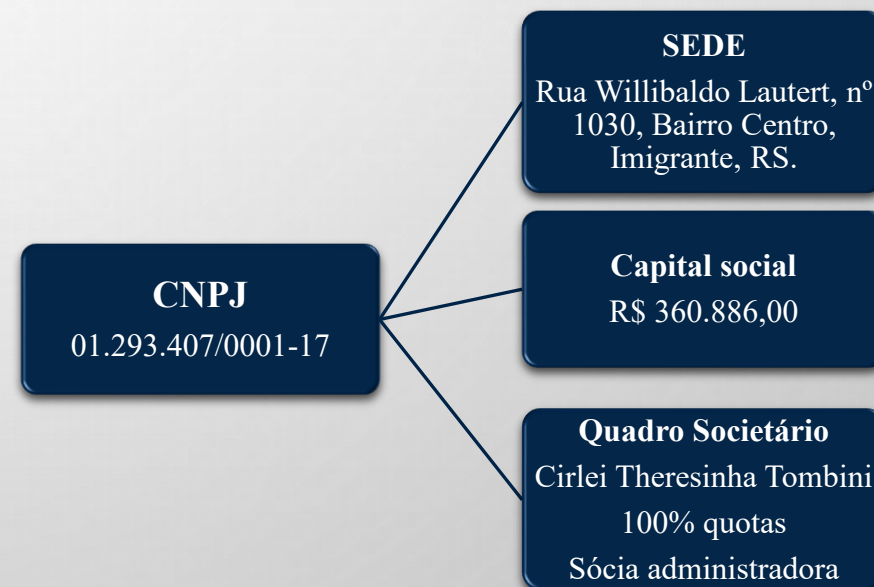 CNPJ
01.293.407/0001-17
SEDE
Rua Willibaldo Lautert, nº
1030, Bairro Centro,
Imigrante, RS.
Capital social
R$ 360.886,00
Quadro Societário
Cirlei Theresinha Tombini
100% quotas
Sócia administradora